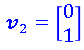 𝒗₂ = [0
1]